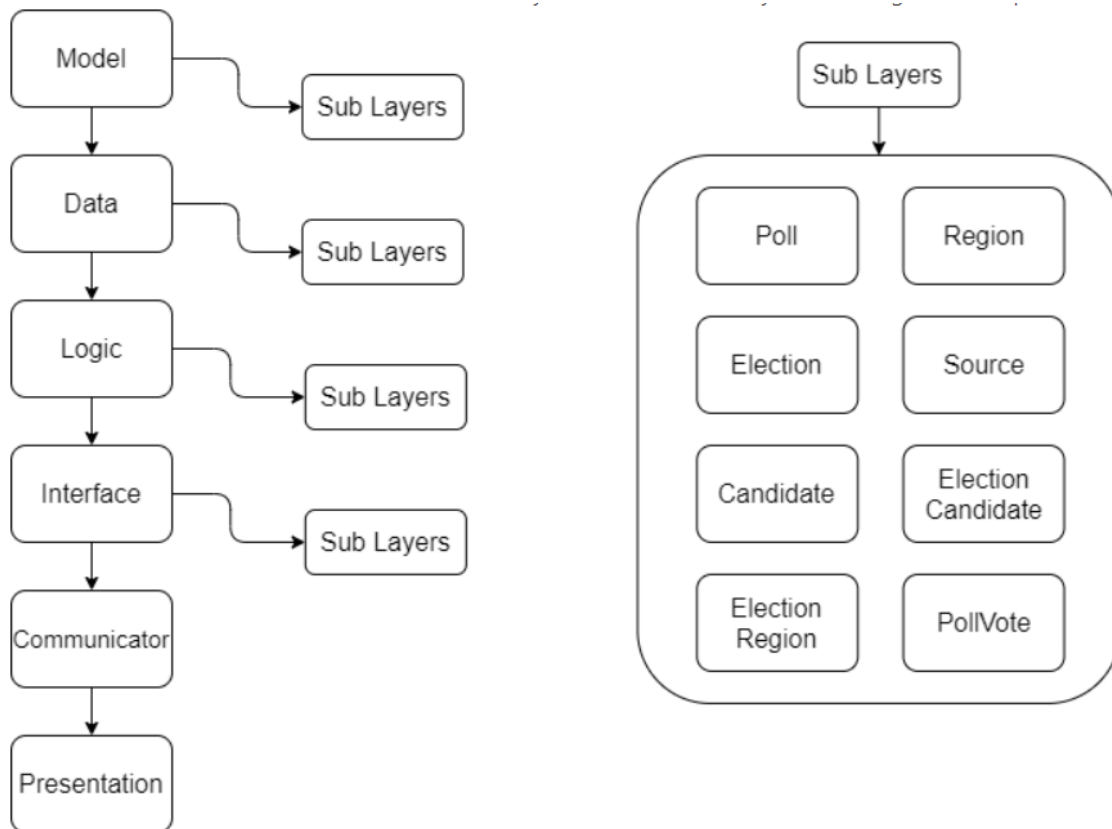 Model
Sub Layers
Data
Sub Layers
Logic
Sub Layers
Interface
Sub Layers
Communicator
Presentation
Sub Layers
Poll
Region
Election
Source
Candidate
Election
Candidate
Election
Region
PollVote